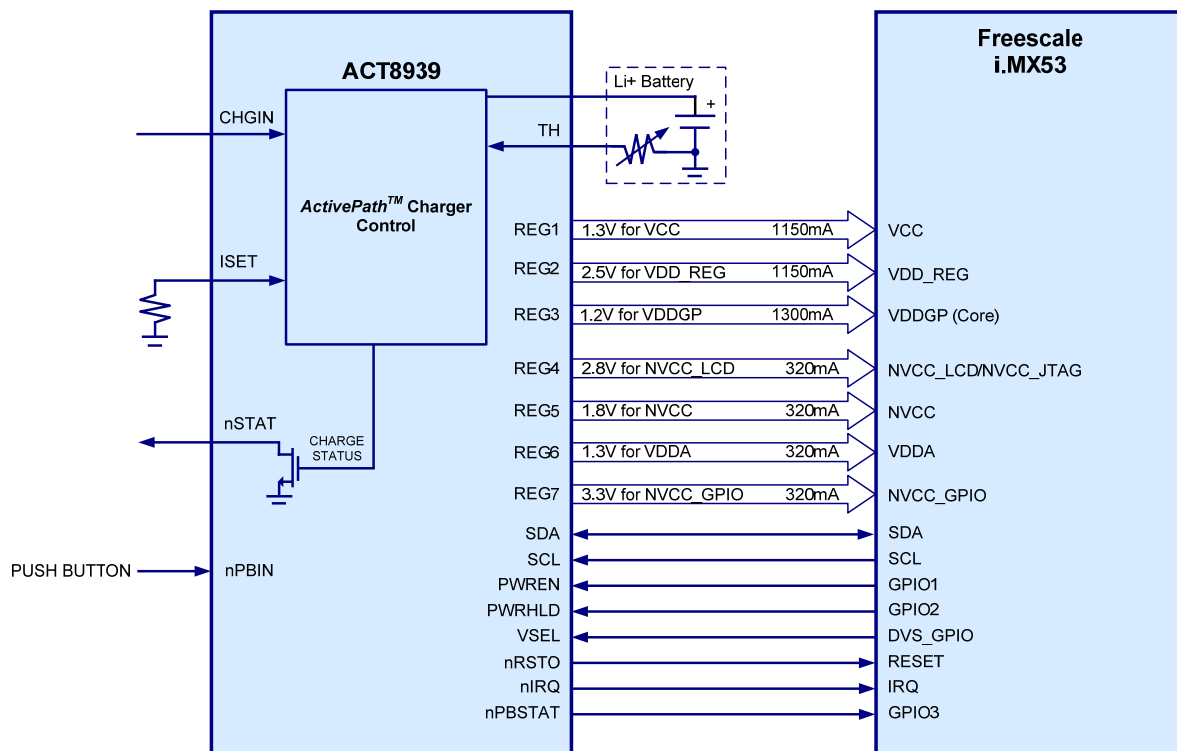 Freescale
i.MX53
ACT8939
Li+ Battery
+
CHGIN
TH
ActivePath™ Charger
Control
ISET
REG1 1.3V for VCC 1150mA VCC
REG2 2.5V for VDD_REG 1150mA VDD_REG
REG3 1.2V for VDDGP 1300mA VDDGP (Core)
REG4 2.8V for NVCC_LCD 320mA NVCC_LCD/NVCC_JTAG
REG5 1.8V for NVCC 320mA NVCC
REG6 1.3V for VDDA 320mA VDDA
REG7 3.3V for NVCC_GPIO 320mA NVCC_GPIO
nSTAT
CHARGE
STATUS
SDA SDA
SCL SCL
PUSH BUTTON nPBIN
PWREN GPIO1
PWRHLD GPIO2
VSEL DVS_GPIO
nRSTO RESET
nIRQ IRQ
nPBSTAT GPIO3